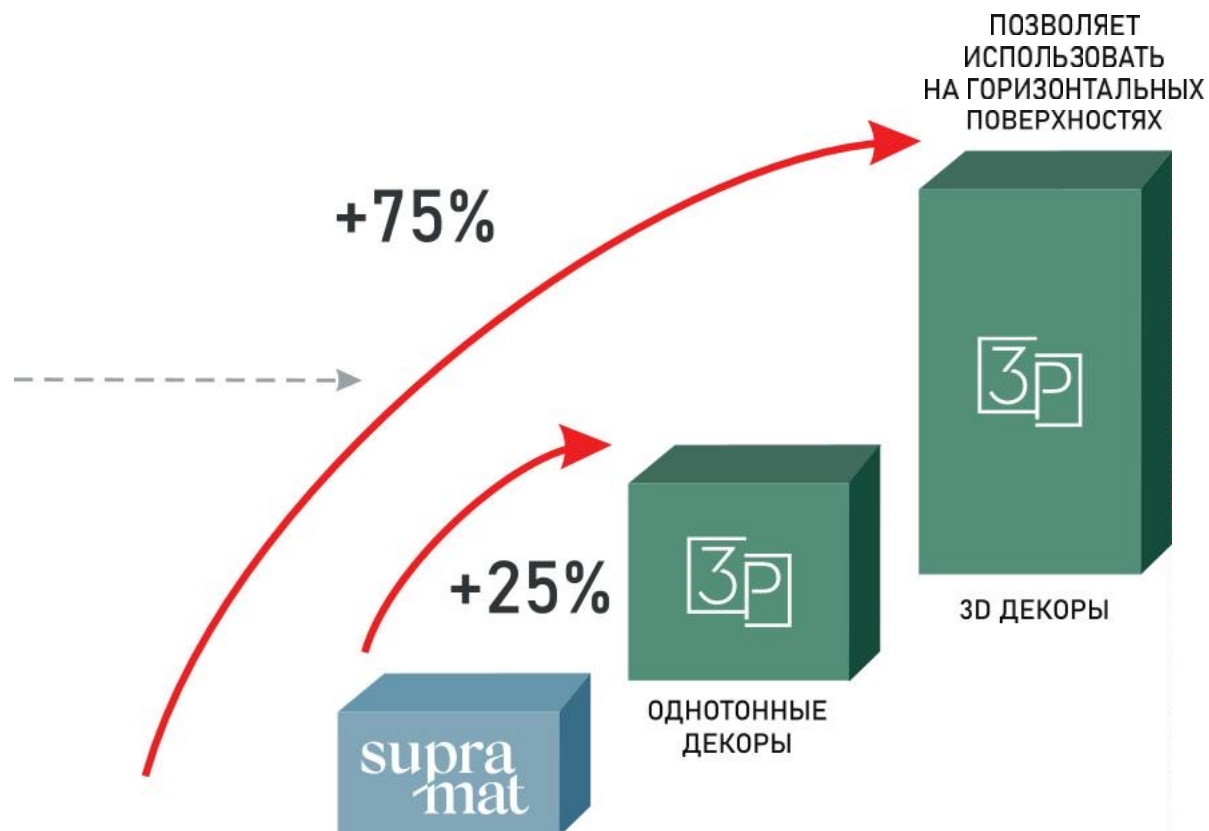 ПОЗВОЛЯЕТ
ИСПОЛЬЗОВАТЬ
НА ГОРИЗОНТАЛЬНЫХ
ПОВЕРХНОСТЯХ
+75%
3P
3P
+25%
3D ДЕКОРЫ
ОДНОТОННЫЕ
ДЕКОРЫ
supra
mat